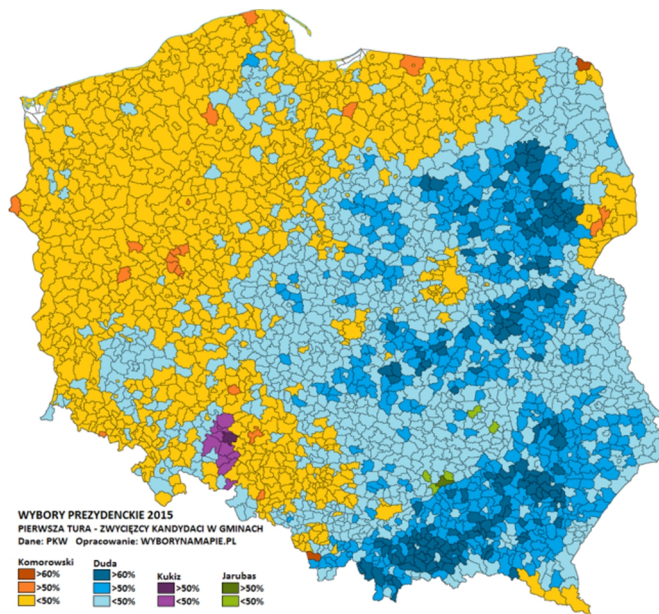 WYBORY PREZYDENCKIE 2015
PIERWSZA TURA - ZWYCIĘZCY KANDYDACI W GMINACH
Dane: PKW Opracowanie: WYBORYNAMAPIE.PL
Komorowski Duda Kukiz Jarubas
>60% >60%
>50% >50% >50% >50%
<50% <50% <50% <50%